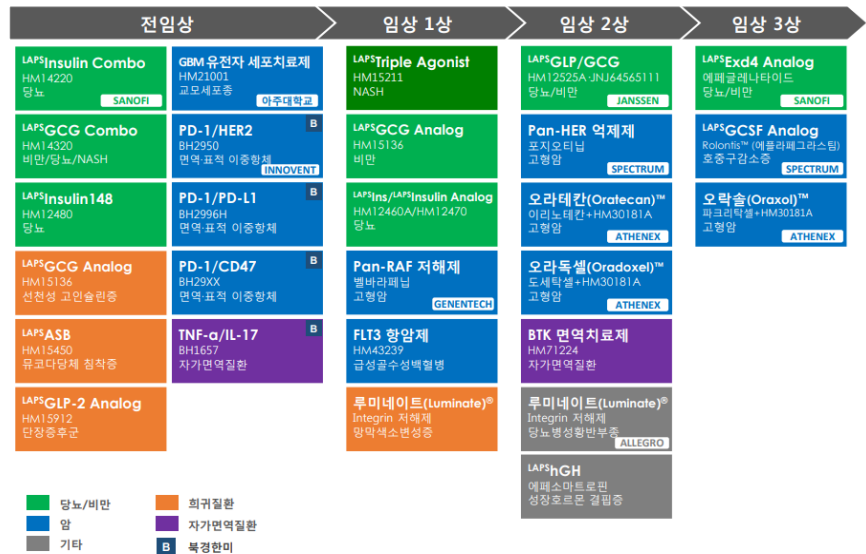 전임상
임상 1상
임상 2상
임상 3상
LAPSInsulin Combo
HM14220
당뇨
SANOFI
LAPSGCG Combo
HM14320
비만/당뇨/NASH
LAPSInsulin148
HM12480
당뇨
LAPSGCG Analog
HM15136
선천성 고인슐린증
LAPSASB
HM15450
뮤코다당체 침착증
LAPSGLP-2 Analog
HM15912
단장증후군
GBM 유전자 세포치료제
HM21001
교모세포종
아주대학교
PD-1/HER2
B
BH2950
면역·표적 이중항체
INNOVENT
PD-1/PD-L1
B
BH2996H
면역·표적 이중항체
PD-1/CD47
B
BH29XX
면역·표적 이중항체
TNF-α/IL-17
B
BH1657
자가면역질환
LAPSTriple Agonist
HM15211
NASH
LAPSGCG Analog
HM15136
비만
LAPSIns/LAPSInsulin Analog
HM12460A/HM12470
당뇨
Pan-RAF 저해제
벨바라페닙
고형암
GENENTECH
FLT3 항암제
HM43239
급성골수성백혈병
루미네이트(Luminate)®
Integrin 저해제
망막색소변성증
LAPSGLP/GCG
HM12525A·JNJ64565111
당뇨/비만
JANSSEN
Pan-HER 억제제
포지오티닙
고형암
SPECTRUM
오라테칸(Oratecan)™
이리노테칸+HM30181A
고형암
ATHENEX
오라독셀(Oradoxel)™
도세탁셀+HM30181A
고형암
ATHENEX
BTK 면역치료제
HM71224
자가면역질환
루미네이트(Luminate)®
Integrin 저해제
당뇨병성황반부종
ALLEGRO
LAPShGH
에페소마트로핀
성장호르몬 결핍증
LAPSExd4 Analog
에페글레나타이드
당뇨/비만
SANOFI
LAPSGCSF Analog
Rolontis™ (에플라페그라스팀)
호중구감소증
SPECTRUM
오락솔(Oraxol)™
파크리탁셀+HM30181A
고형암
ATHENEX
당뇨/비만
희귀질환
암
자가면역질환
기타
B 북경한미